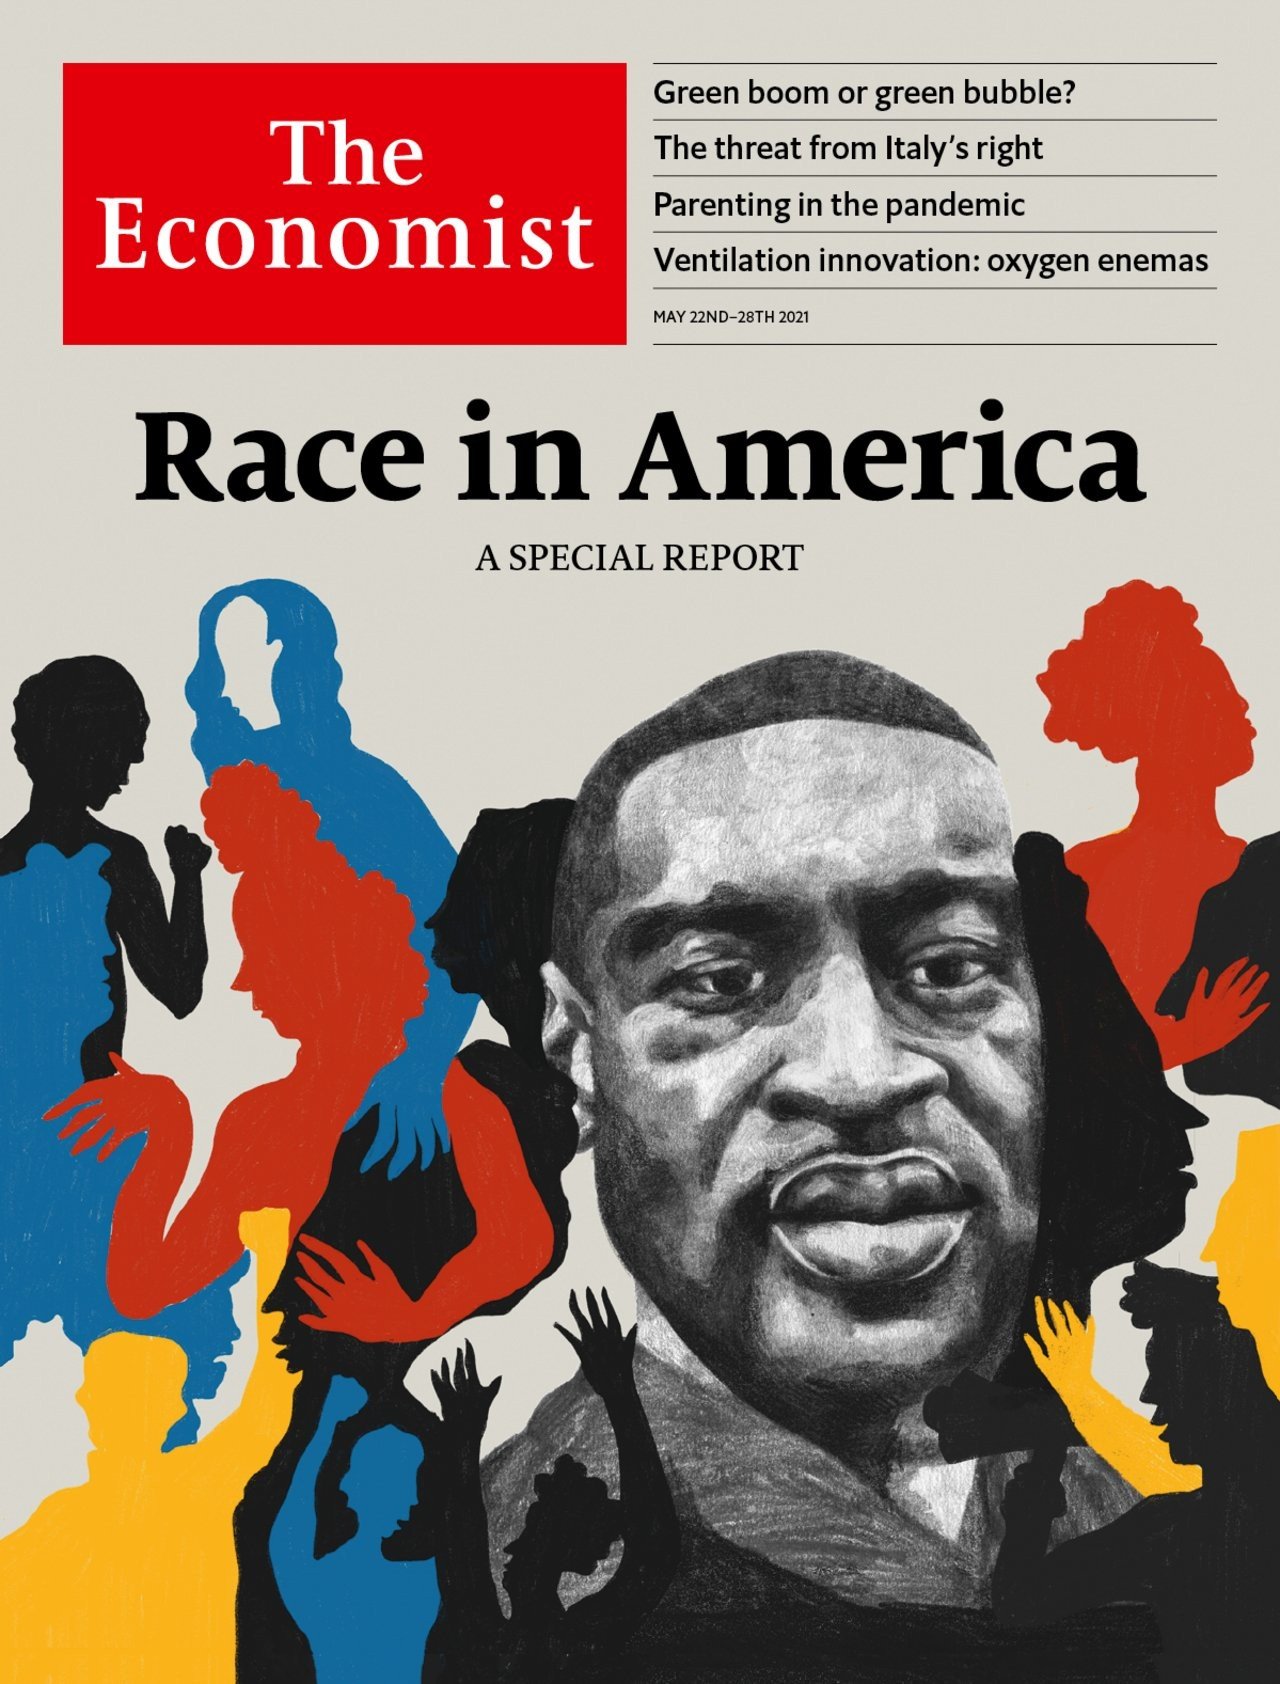 The
Economist
Green boom or green bubble?
The threat from Italy’s right
Parenting in the pandemic
Ventilation innovation: oxygen enemas
MAY 22ND–28TH 2021
Race in America
A SPECIAL REPORT